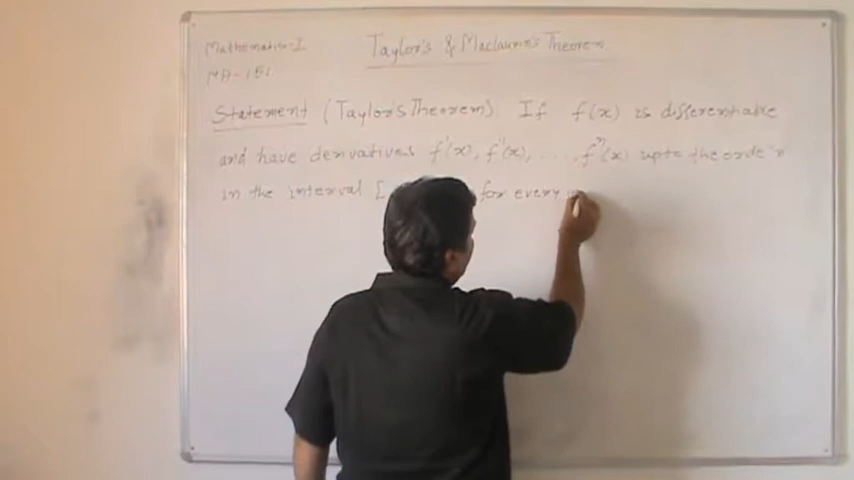 Mathematics-I
Taylor's & Maclaurin's Theorem
MA-151
Statement (Taylor's Theorem). If f(x) is differentiable
and have derivatives f'(x), f''(x), ..., fⁿ(x) upto the order n
in the interval [ for every